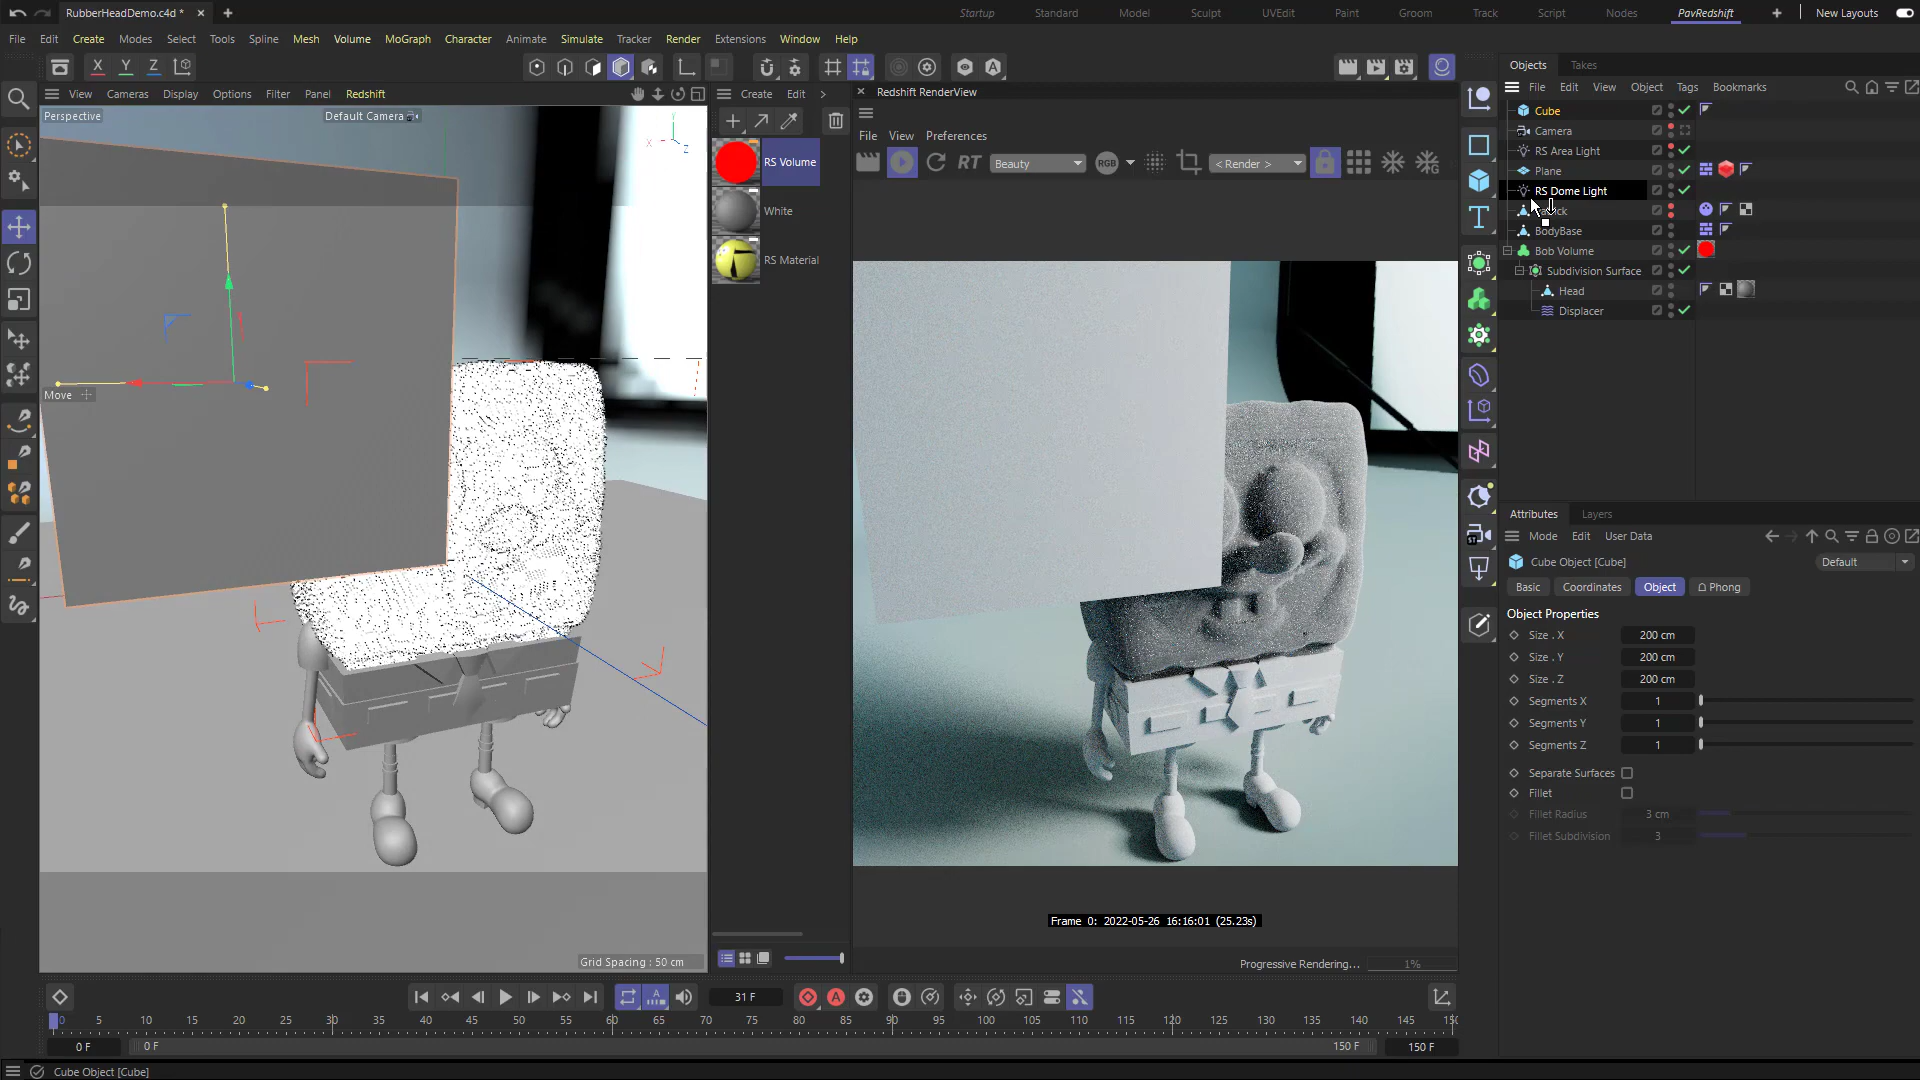 RubberHeadDemo.c4d *
Startup
Standard
Model
Sculpt
UVEdit
Paint
Groom
Track
Script
Nodes
PavRedshift
New Layouts
File Edit Create Modes Select Tools Spline Mesh Volume MoGraph Character Animate Simulate Tracker Render Extensions Window Help
X Y Z
Objects Takes
View Cameras Display Options Filter Panel Redshift
Create Edit
Redshift RenderView
File Edit View Object Tags Bookmarks
Perspective
Default Camera
Y
X
Z
RS Volume
White
RS Material
File View Preferences
RT
Beauty
RGB
< Render >
Cube
Camera
RS Area Light
Plane
RS Dome Light
BodyBase
Bob Volume
Subdivision Surface
Head
Displacer
Move
Grid Spacing : 50 cm
Frame 0: 2022-05-26 16:16:01 (25.23s)
Progressive Rendering...
1%
Attributes Layers
Mode Edit User Data
Cube Object [Cube]
Default
Basic Coordinates Object Phong
Object Properties
Size . X 200 cm
Size . Y 200 cm
Size . Z 200 cm
Segments X 1
Segments Y 1
Segments Z 1
Separate Surfaces
Fillet
Fillet Radius 3 cm
Fillet Subdivision 3
31 F
0 5 10 15 20 25 30 35 40 45 50 55 60 65 70 75 80 85 90 95 100 105 110 115 120 125 130 135 140 145
0 F
0 F
150 F
150 F
Cube Object [Cube]